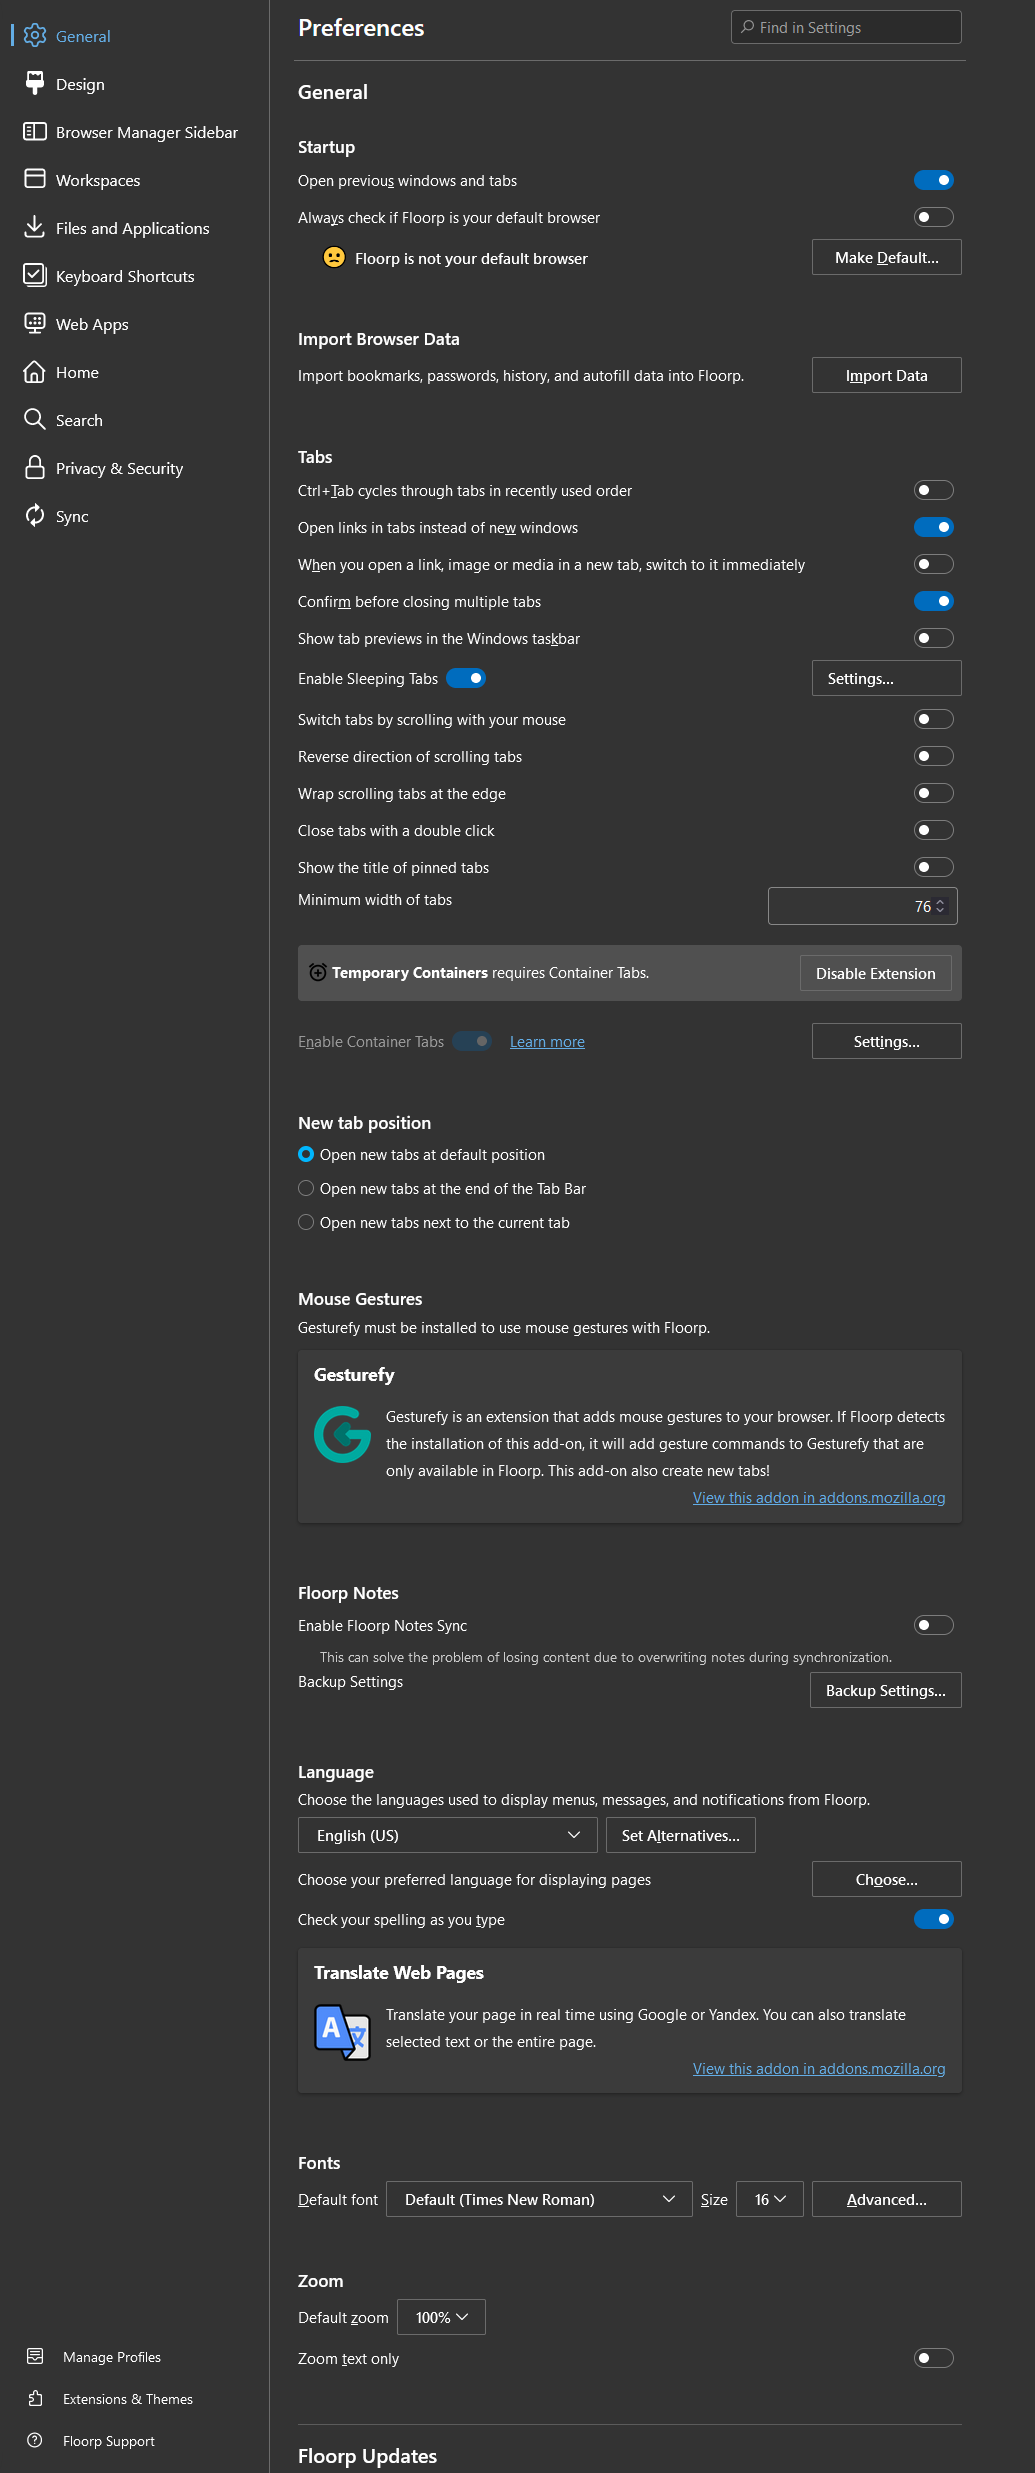 General
Design
Browser Manager Sidebar
Workspaces
Files and Applications
Keyboard Shortcuts
Web Apps
Home
Search
Privacy & Security
Sync
Manage Profiles
Extensions & Themes
Floorp Support
Preferences
Find in Settings
General
Startup
Open previous windows and tabs
Always check if Floorp is your default browser
Floorp is not your default browser
Make Default...
Import Browser Data
Import bookmarks, passwords, history, and autofill data into Floorp.
Import Data
Tabs
Ctrl+Tab cycles through tabs in recently used order
Open links in tabs instead of new windows
When you open a link, image or media in a new tab, switch to it immediately
Confirm before closing multiple tabs
Show tab previews in the Windows taskbar
Enable Sleeping Tabs
Settings...
Switch tabs by scrolling with your mouse
Reverse direction of scrolling tabs
Wrap scrolling tabs at the edge
Close tabs with a double click
Show the title of pinned tabs
Minimum width of tabs
76
Temporary Containers requires Container Tabs.
Disable Extension
Enable Container Tabs
Learn more
Settings...
New tab position
Open new tabs at default position
Open new tabs at the end of the Tab Bar
Open new tabs next to the current tab
Mouse Gestures
Gesturefy must be installed to use mouse gestures with Floorp.
Gesturefy
Gesturefy is an extension that adds mouse gestures to your browser. If Floorp detects
the installation of this add-on, it will add gesture commands to Gesturefy that are
only available in Floorp. This add-on also create new tabs!
View this addon in addons.mozilla.org
Floorp Notes
Enable Floorp Notes Sync
This can solve the problem of losing content due to overwriting notes during synchronization.
Backup Settings
Backup Settings...
Language
Choose the languages used to display menus, messages, and notifications from Floorp.
English (US)
Set Alternatives...
Choose your preferred language for displaying pages
Choose...
Check your spelling as you type
Translate Web Pages
Translate your page in real time using Google or Yandex. You can also translate
selected text or the entire page.
View this addon in addons.mozilla.org
Fonts
Default font
Default (Times New Roman)
Size
16
Advanced...
Zoom
Default zoom
100%
Zoom text only
Floorp Updates